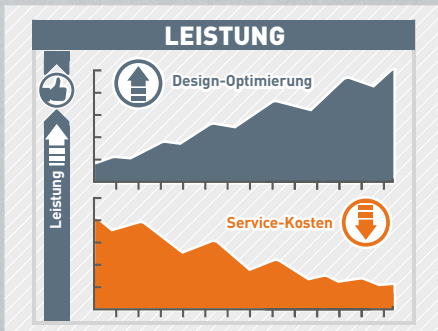 LEISTUNG
Design-Optimierung
Leistung
Service-Kosten